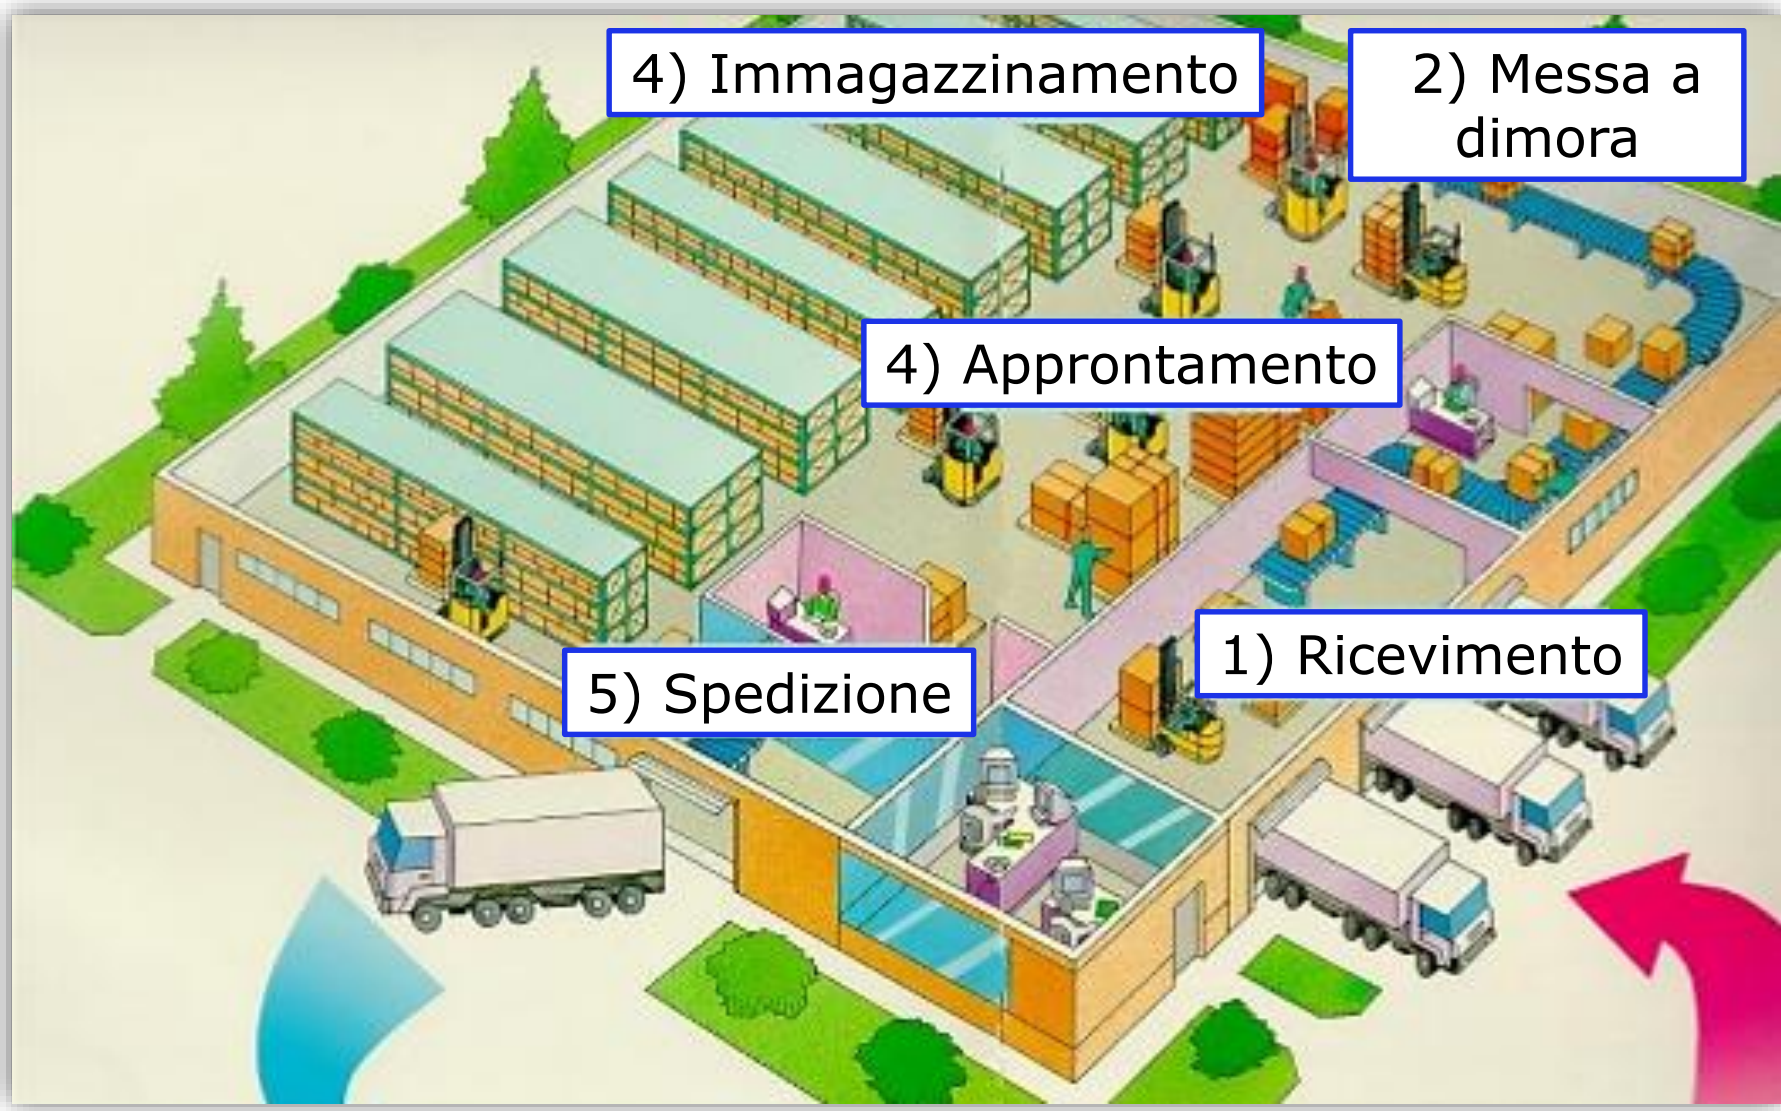 4) Immagazzinamento
2) Messa a
dimora
4) Approntamento
1) Ricevimento
5) Spedizione